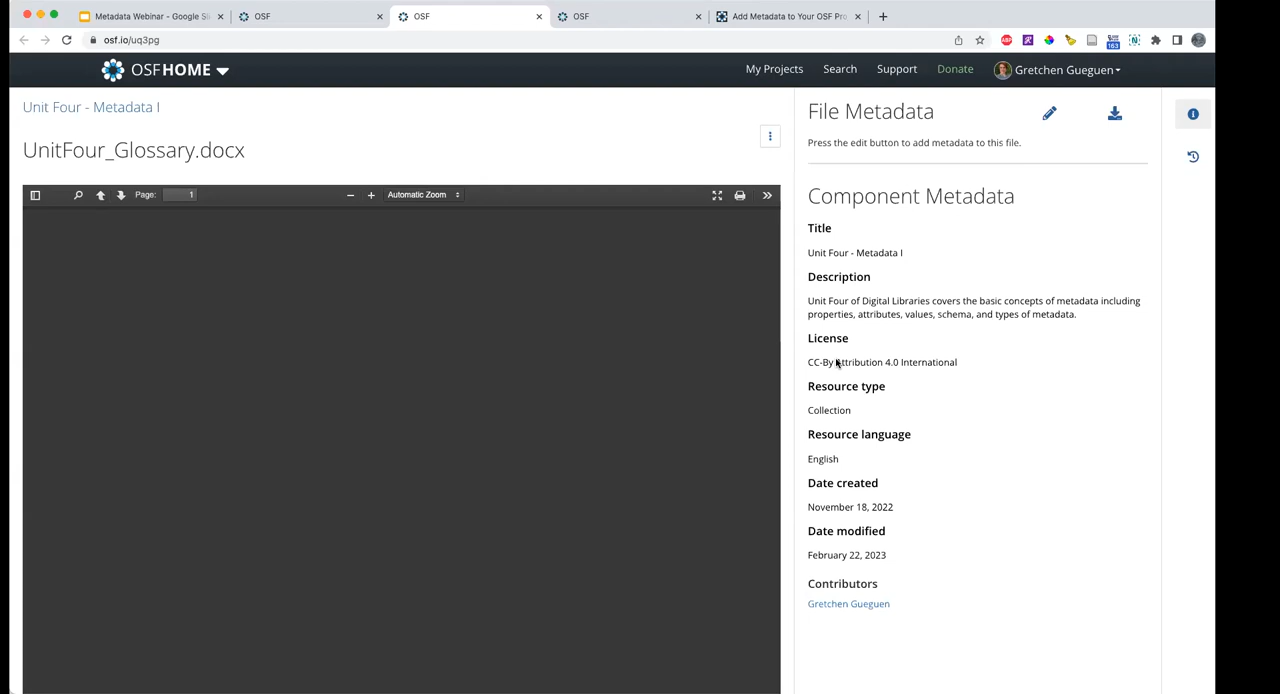 Metadata Webinar - Google Sli
OSF
OSF
OSF
Add Metadata to Your OSF Pro
osf.io/uq3pg
ABP
163
N
OSFHOME
My Projects
Search
Support
Donate
Gretchen Gueguen
Unit Four - Metadata I
UnitFour_Glossary.docx
Page:
1
Automatic Zoom
File Metadata
Press the edit button to add metadata to this file.
Component Metadata
Title
Unit Four - Metadata I
Description
Unit Four of Digital Libraries covers the basic concepts of metadata including
properties, attributes, values, schema, and types of metadata.
License
CC-By Attribution 4.0 International
Resource type
Collection
Resource language
English
Date created
November 18, 2022
Date modified
February 22, 2023
Contributors
Gretchen Gueguen